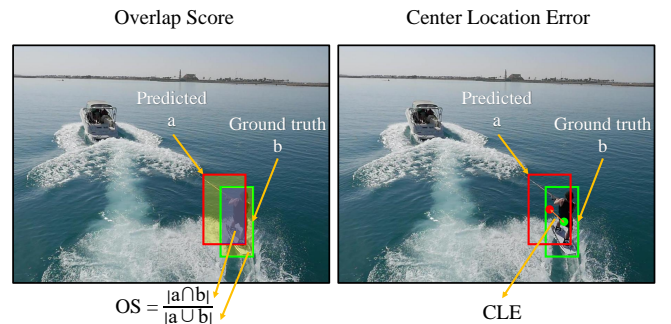 Overlap Score
Center Location Error
Predicted
a
Ground truth
b
Predicted
a
Ground truth
b
OS = |a∩b| / |a∪b|
CLE